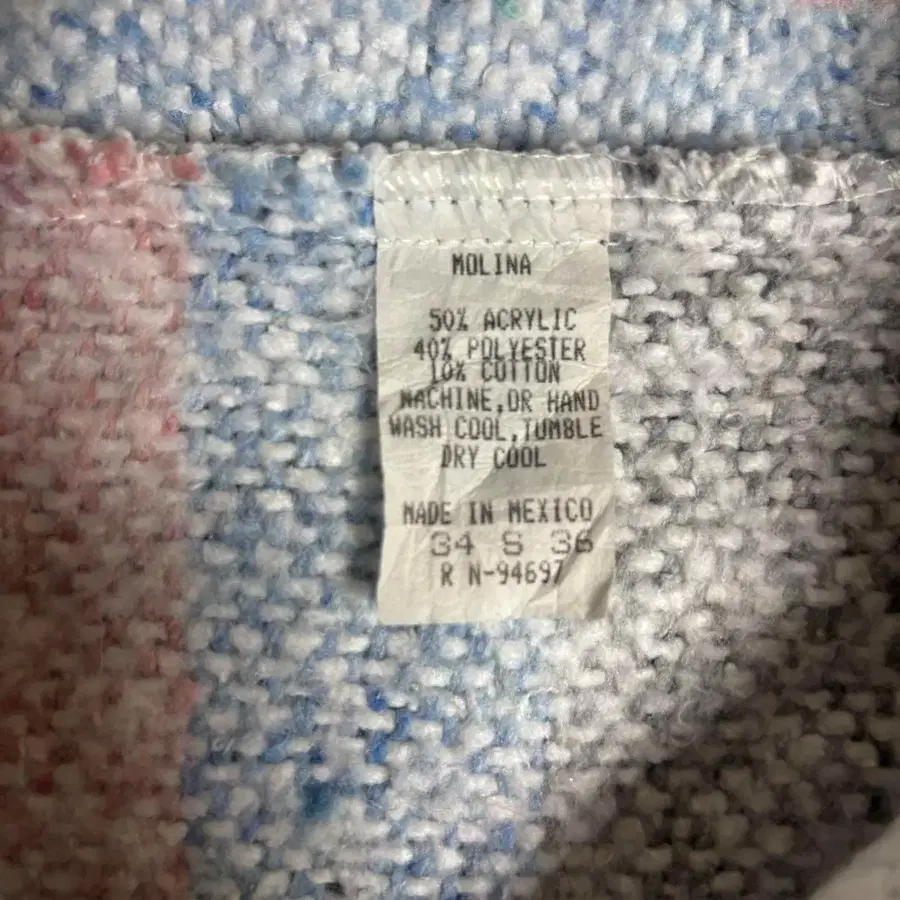 MOLINA
50% ACRYLIC
40% POLYESTER
10% COTTON
MACHINE,OR HAND
WASH COOL,TUMBLE
DRY COOL
MADE IN MEXICO
34 S 36
R N-94697